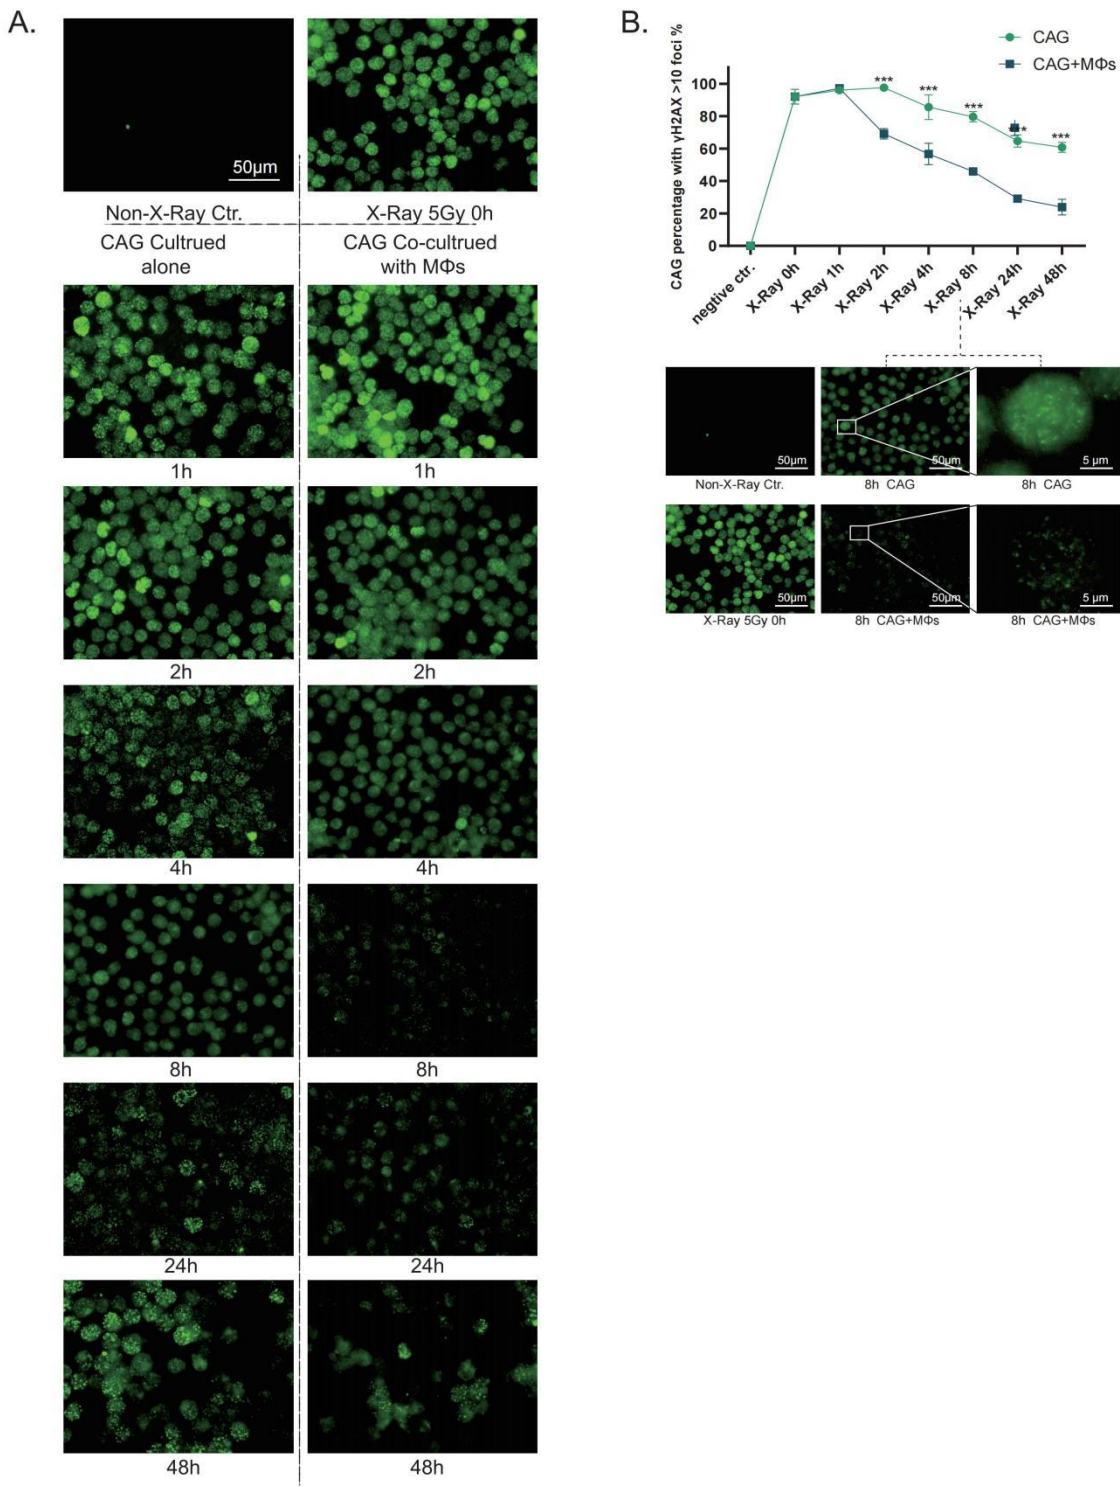 A.
50μm
Non-X-Ray Ctr.
X-Ray 5Gy 0h
CAG Cultrued
alone
CAG Co-cultrued
with MΦs
1h
1h
2h
2h
4h
4h
8h
8h
24h
24h
48h
48h
B.
CAG
CAG+MΦs
CAG percentage with γH2AX >10 foci %
100
80
60
40
20
0
***
***
***
***
***
negtive ctr.
X-Ray 0h
X-Ray 1h
X-Ray 2h
X-Ray 4h
X-Ray 8h
X-Ray 24h
X-Ray 48h
50μm
50μm
5 μm
Non-X-Ray Ctr.
8h CAG
8h CAG
50μm
50μm
5 μm
X-Ray 5Gy 0h
8h CAG+MΦs
8h CAG+MΦs